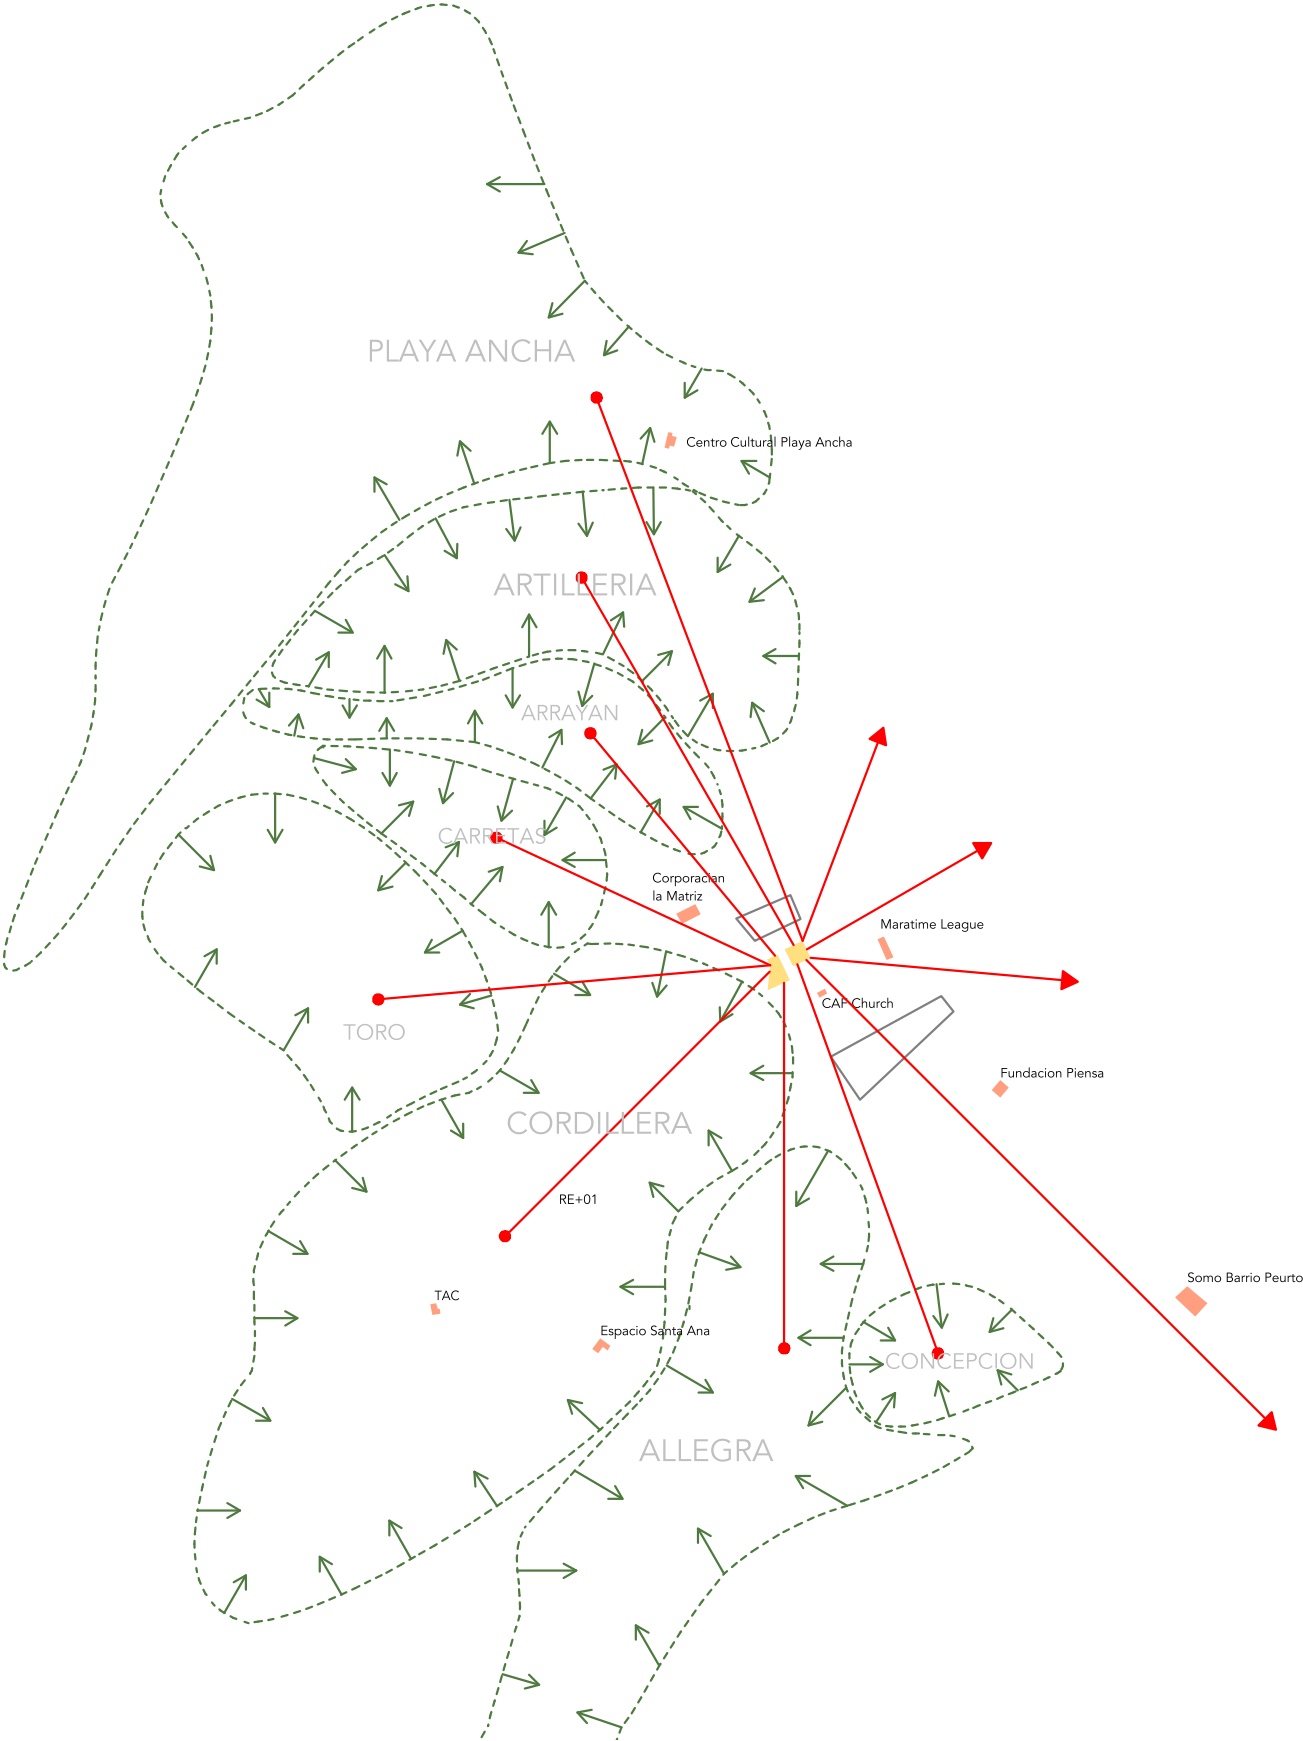 PLAYA ANCHA
Centro Cultural Playa Ancha
ARTILLERIA
ARRAYAN
CARRETAS
Corporacian
la Matriz
Maratime League
CAF Church
TORO
Fundacion Piensa
CORDILLERA
RE+01
Somo Barrio Peurto
TAC
Espacio Santa Ana
CONCEPCION
ALLEGRA